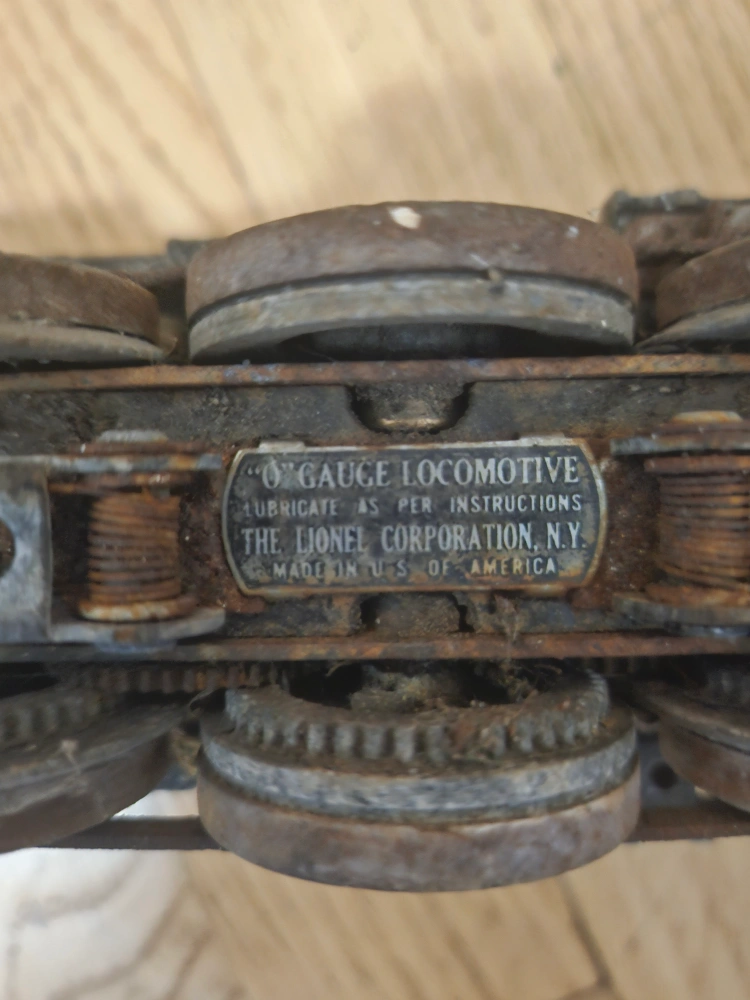 "O" GAUGE LOCOMOTIVE
LUBRICATE AS PER INSTRUCTIONS
THE LIONEL CORPORATION, N.Y.
MADE IN U S OF AMERICA